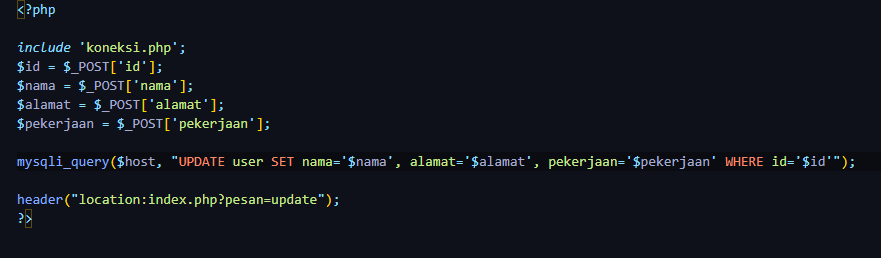 <?php
include 'koneksi.php';
$id = $_POST['id'];
$nama = $_POST['nama'];
$alamat = $_POST['alamat'];
$pekerjaan = $_POST['pekerjaan'];
mysqli_query($host, "UPDATE user SET nama='$nama', alamat='$alamat', pekerjaan='$pekerjaan' WHERE id='$id'");
header("location:index.php?pesan=update");
?>